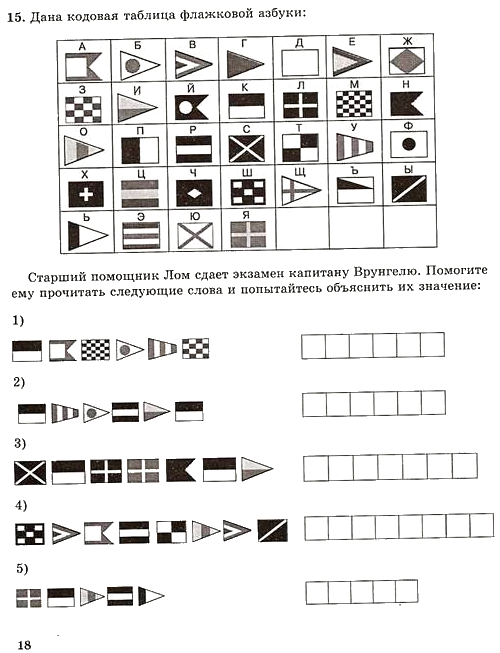 15. Дана кодовая таблица флажковой азбуки:
А Б В Г Д Е Ж
З И Й К Л М Н
О П Р С Т У Ф
Х Ц Ч Ш Щ Ъ Ы
Ь Э Ю Я
Старший помощник Лом сдает экзамен капитану Врунгелю. Помогите
ему прочитать следующие слова и попытайтесь объяснить их значение:
1)
2)
3)
4)
5)
18